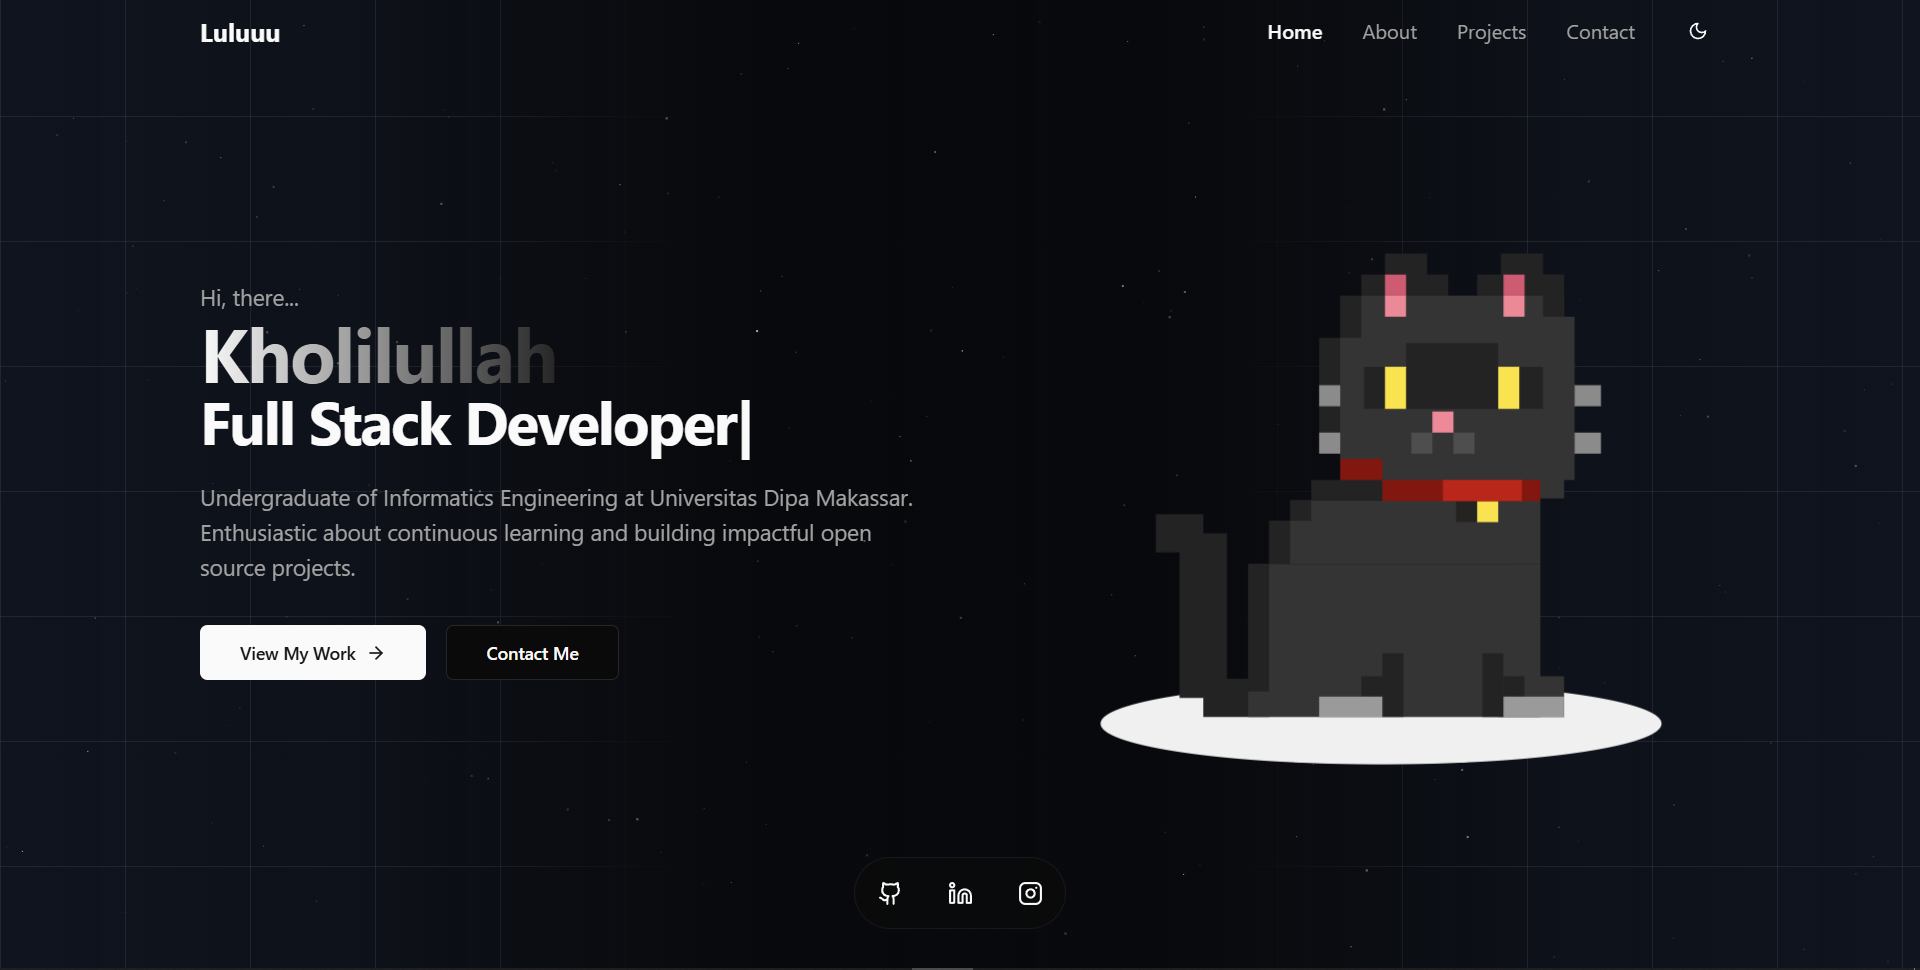 Luluuu
Home About Projects Contact
Hi, there...
Kholilullah
Full Stack Developer|
Undergraduate of Informatics Engineering at Universitas Dipa Makassar.
Enthusiastic about continuous learning and building impactful open
source projects.
View My Work →
Contact Me